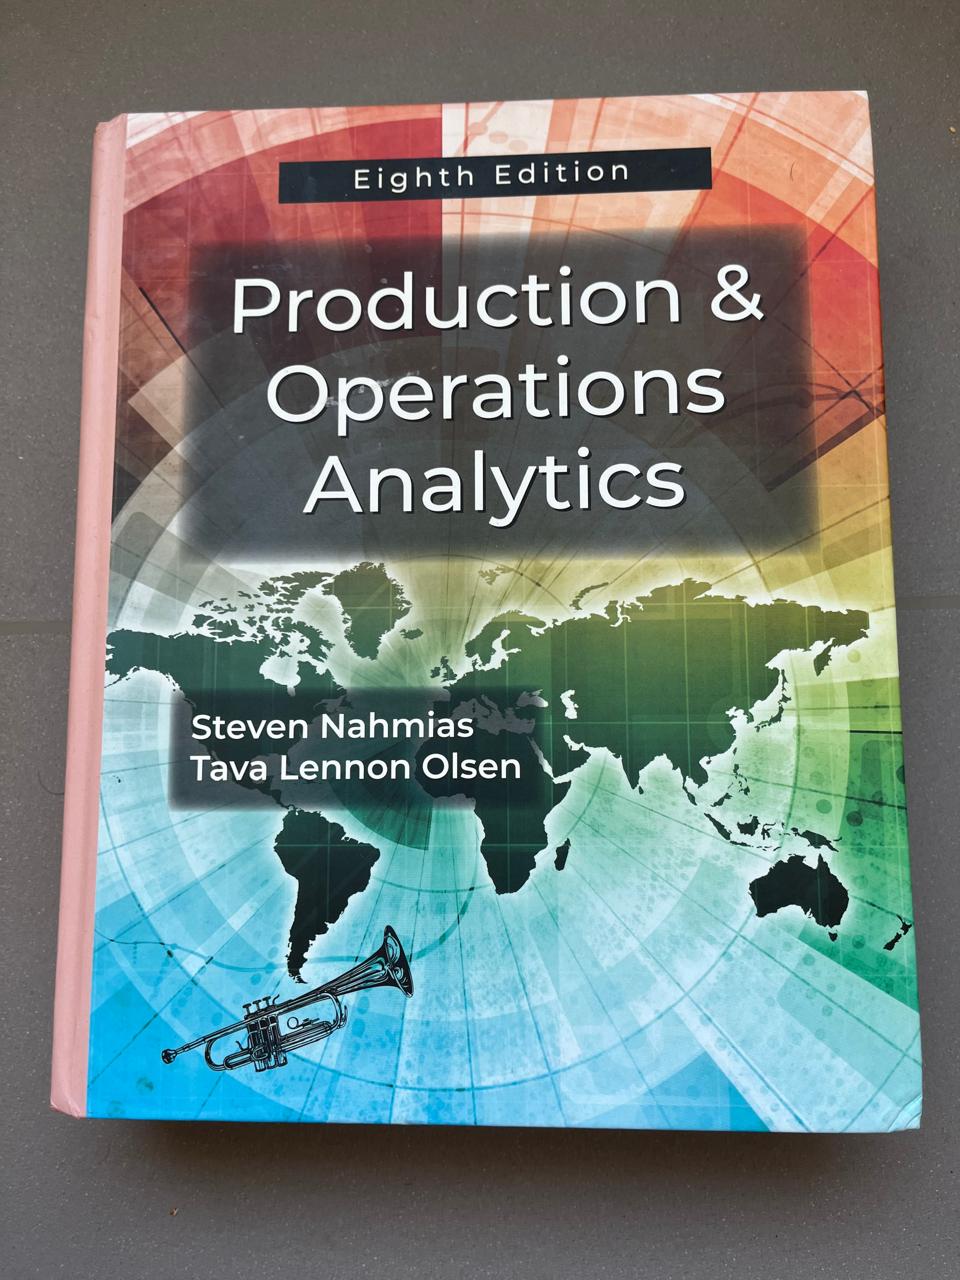 Eighth Edition
Production &
Operations
Analytics
Steven Nahmias
Tava Lennon Olsen